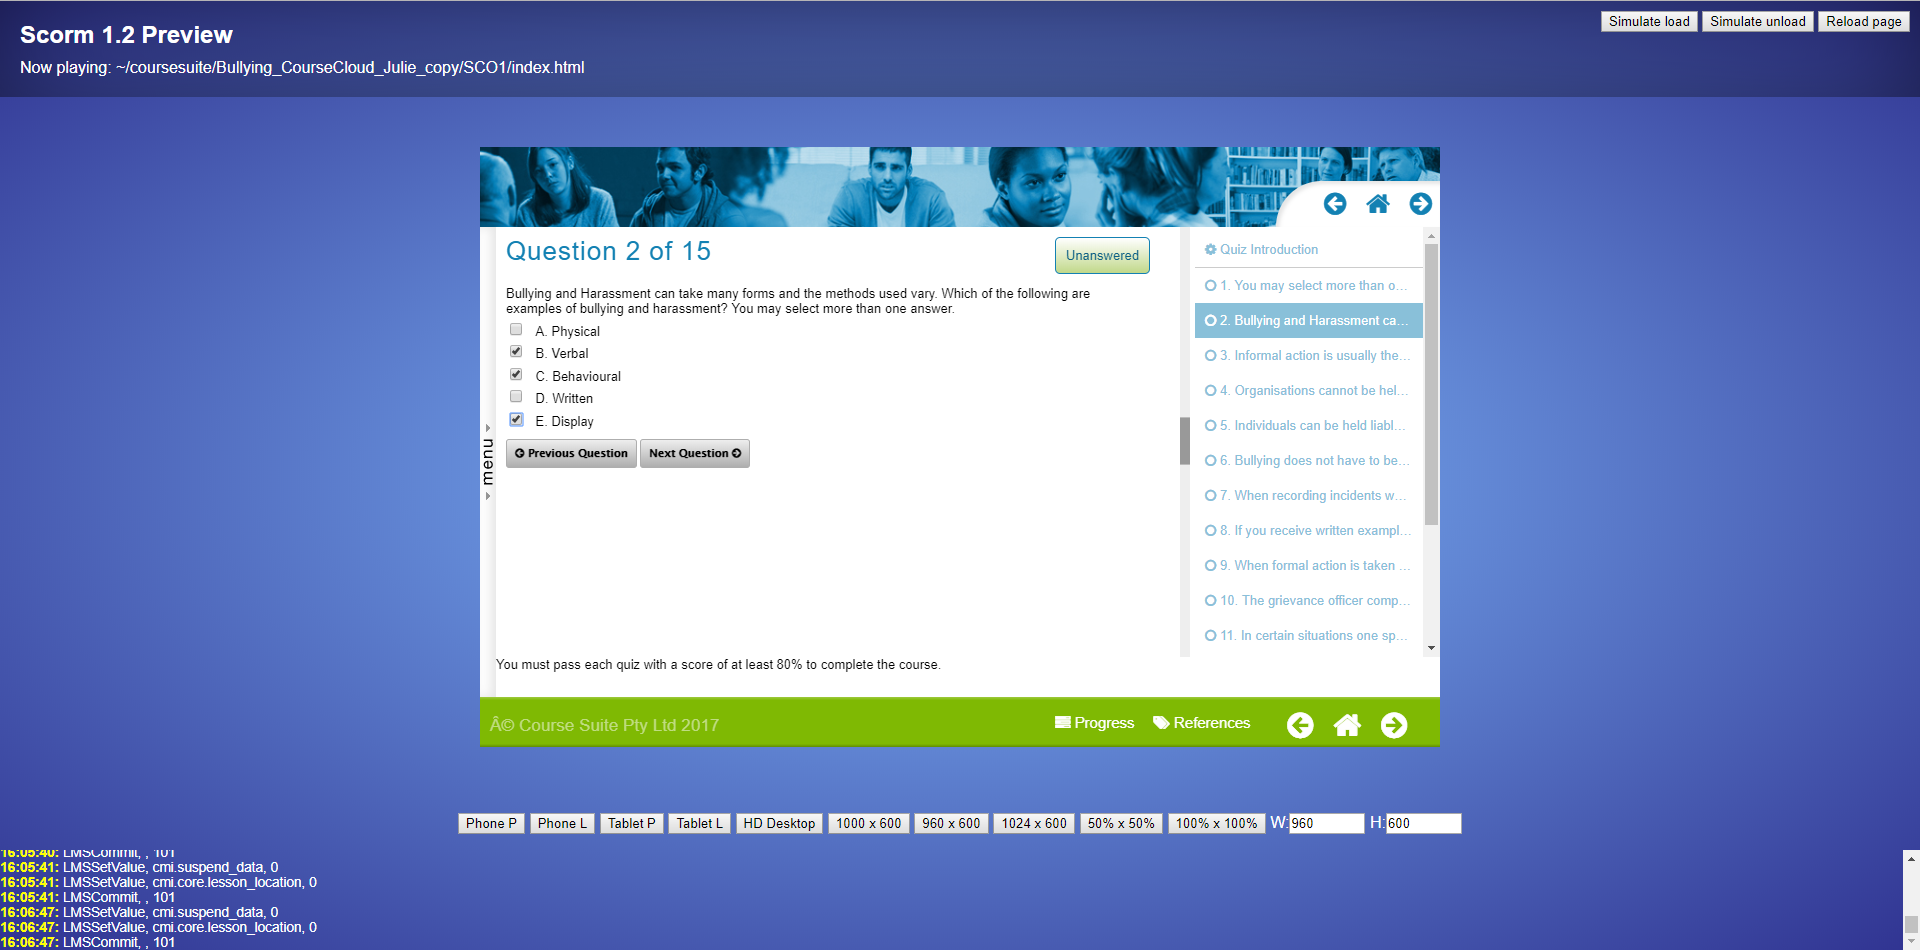 Scorm 1.2 Preview
Simulate load Simulate unload Reload page
Now playing: ~/coursesuite/Bullying_CourseCloud_Julie_copy/SCO1/index.html
Question 2 of 15
Unanswered
Bullying and Harassment can take many forms and the methods used vary. Which of the following are
examples of bullying and harassment? You may select more than one answer.
A. Physical
B. Verbal
C. Behavioural
D. Written
E. Display
Previous Question Next Question
menu
Quiz Introduction
1. You may select more than o...
2. Bullying and Harassment ca...
3. Informal action is usually the...
4. Organisations cannot be hel...
5. Individuals can be held liabl...
6. Bullying does not have to be...
7. When recording incidents w...
8. If you receive written exampl...
9. When formal action is taken ...
10. The grievance officer comp...
11. In certain situations one sp...
You must pass each quiz with a score of at least 80% to complete the course.
Â© Course Suite Pty Ltd 2017
Progress References
Phone P Phone L Tablet P Tablet L HD Desktop 1000 x 600 960 x 600 1024 x 600 50% x 50% 100% x 100% W: 960 H: 600
16:05:40: LMSCommit, , 101
16:05:41: LMSSetValue, cmi.suspend_data, 0
16:05:41: LMSSetValue, cmi.core.lesson_location, 0
16:05:41: LMSCommit, , 101
16:06:47: LMSSetValue, cmi.suspend_data, 0
16:06:47: LMSSetValue, cmi.core.lesson_location, 0
16:06:47: LMSCommit, , 101